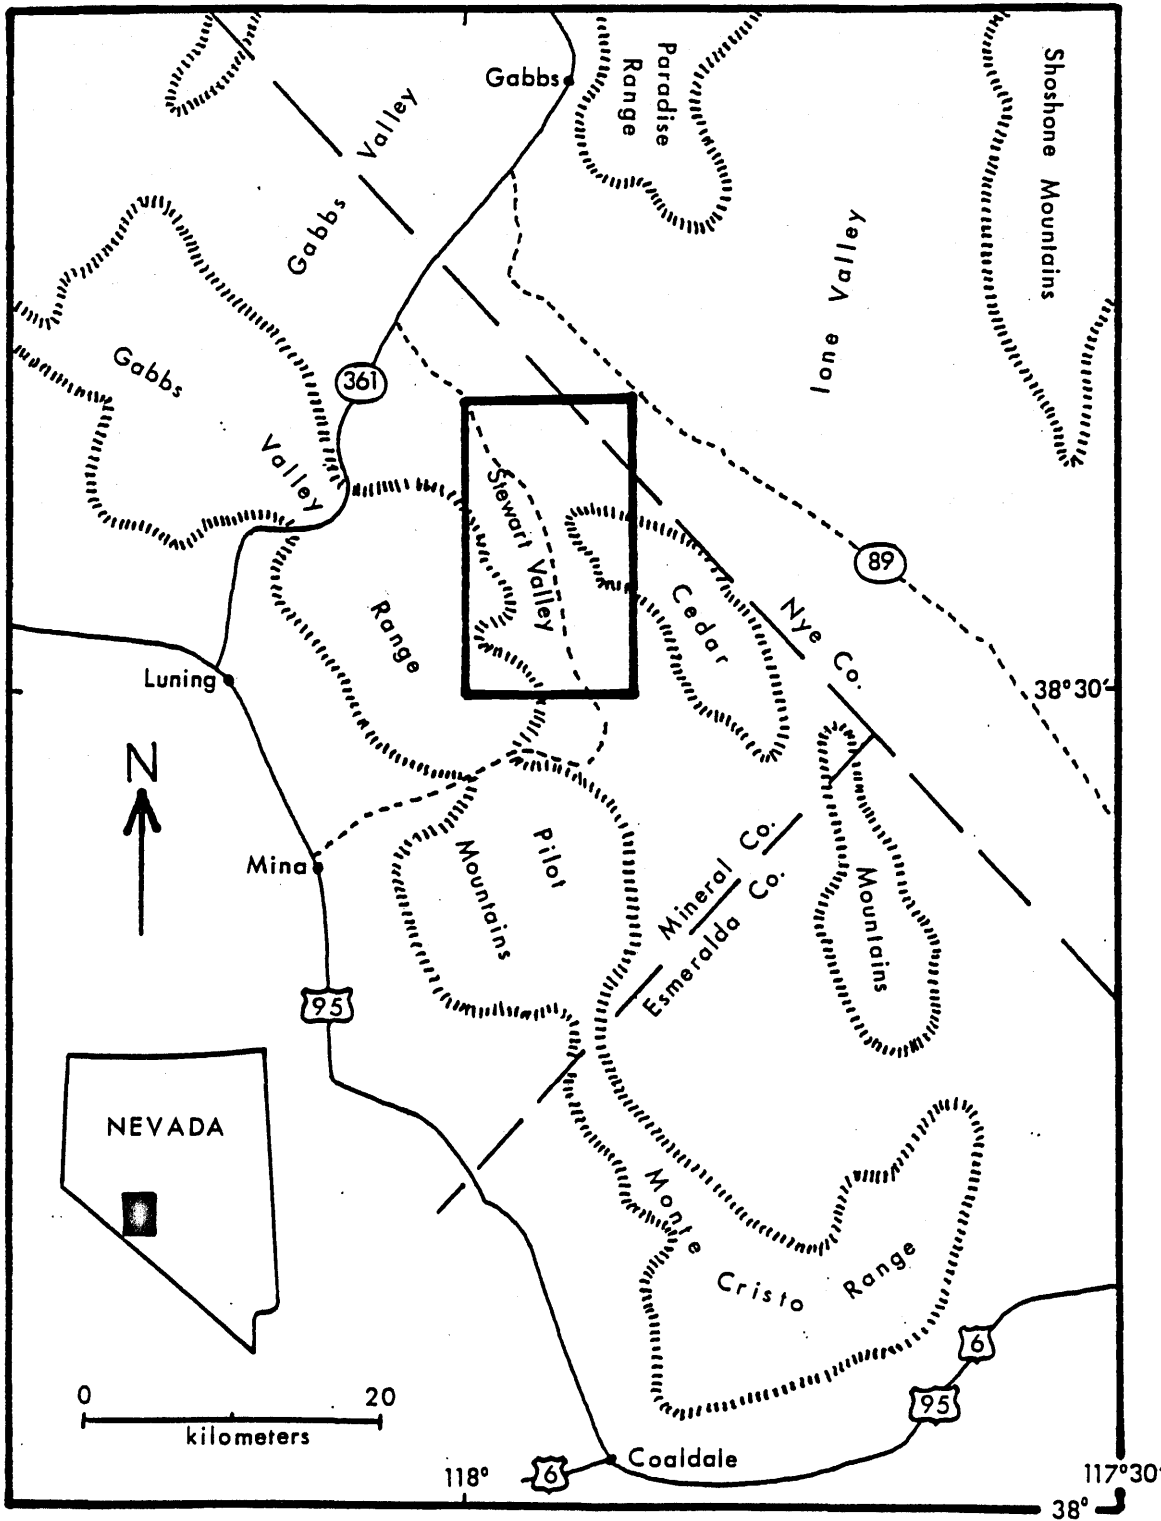 Gabbs
Paradise
Range
Shoshone Mountains
Gabbs Valley
Ione Valley
Gabbs
Valley
Range
361
Stewart Valley
89
Cedar
Mountains
Nye Co.
Luning
38°30'
N
Mina
Pilot
Mountains
Mineral Co.
Esmeralda Co.
95
NEVADA
Monte Cristo Range
0 20
kilometers
6
95
Coaldale
6
118°
117°30'
38°